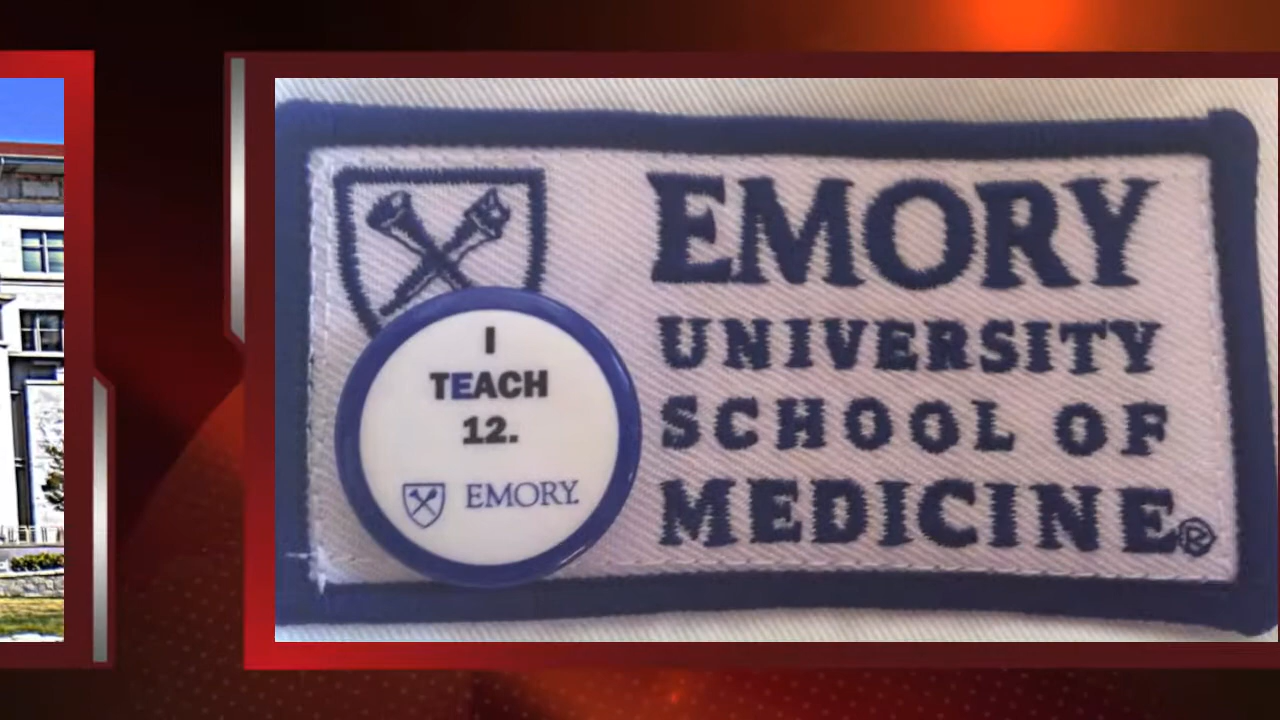 EMORY
UNIVERSITY
SCHOOL OF
MEDICINE®
I
TEACH
12.
EMORY.